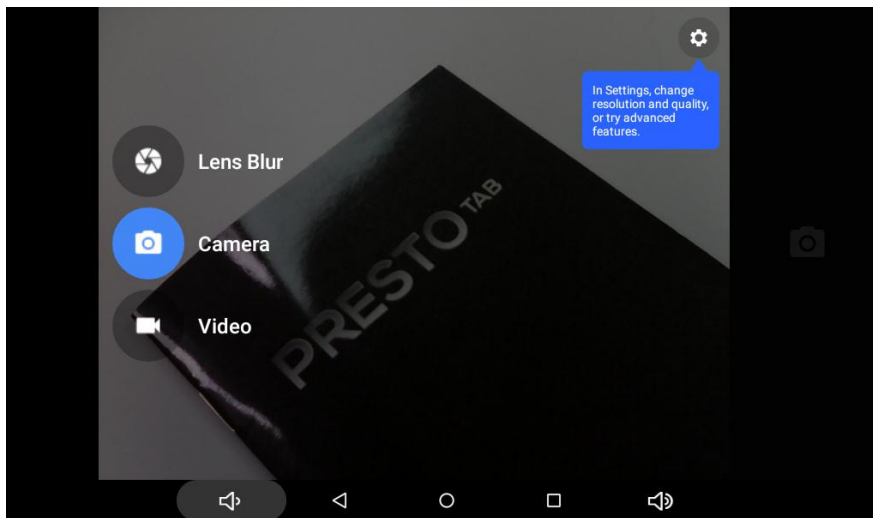 In Settings, change
resolution and quality,
or try advanced
features.
Lens Blur
Camera
Video
PRESTO TAB